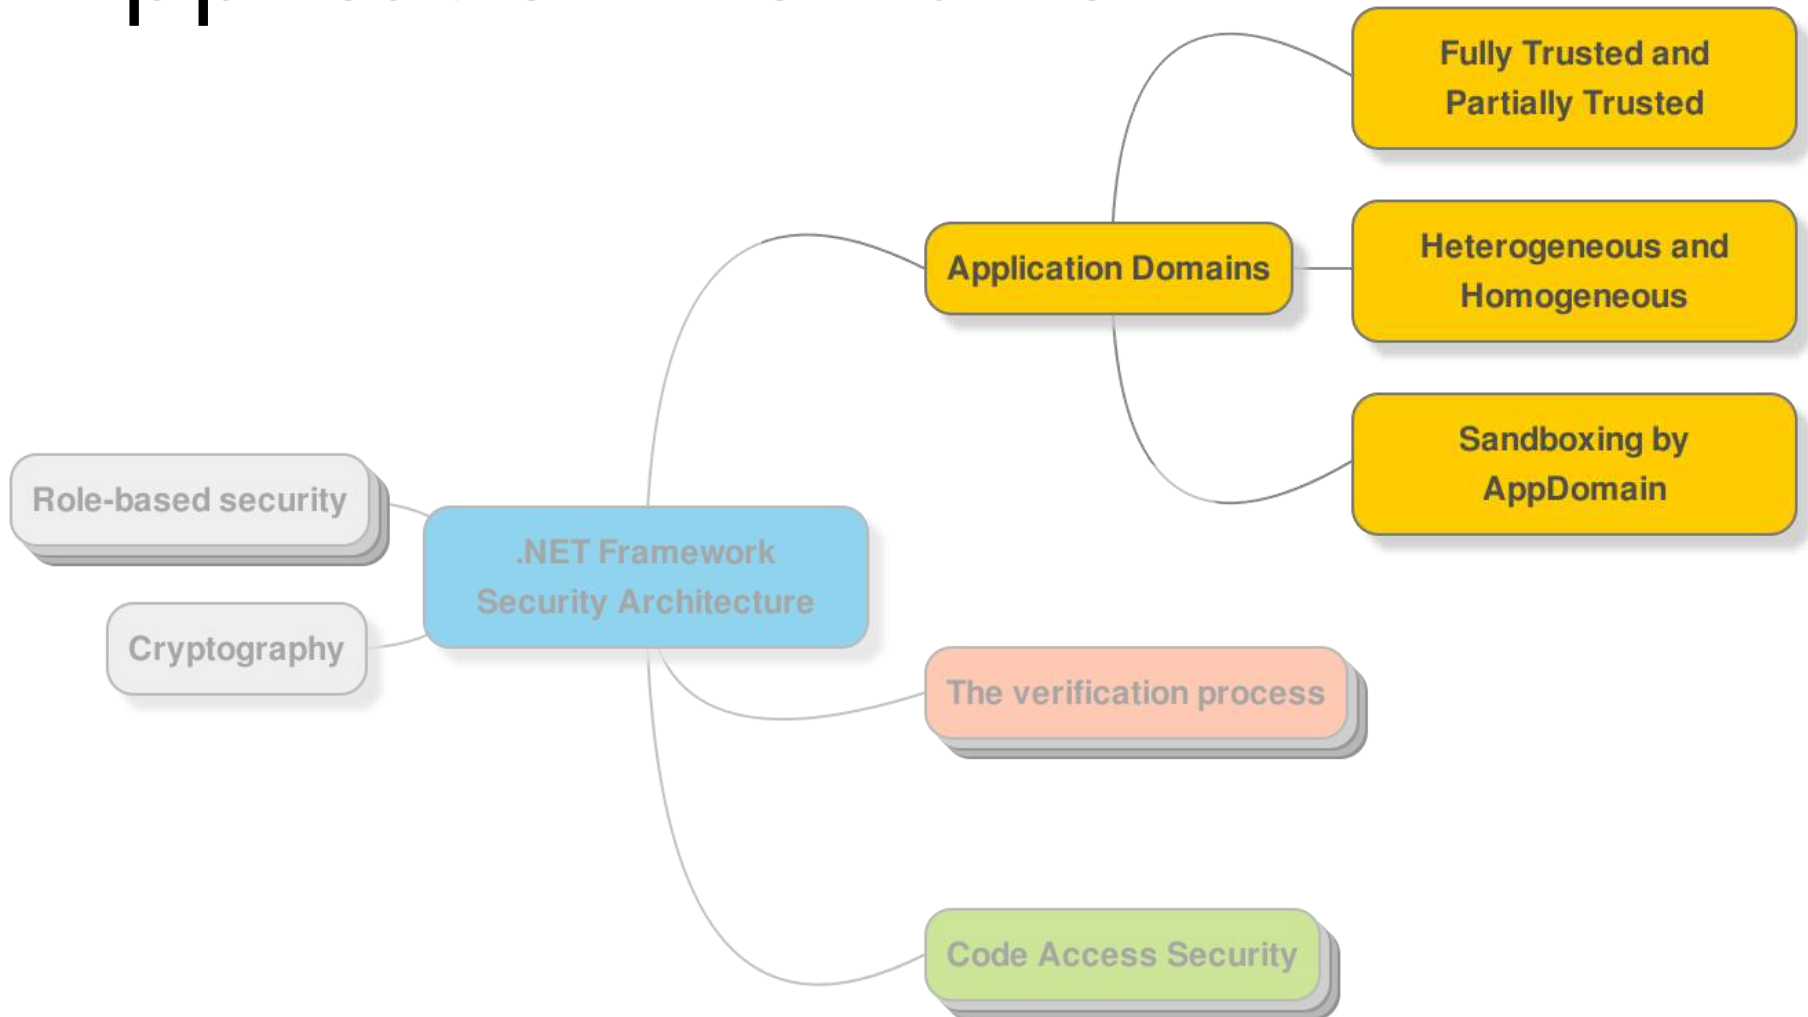 Fully Trusted and
Partially Trusted
Application Domains
Heterogeneous and
Homogeneous
Sandboxing by
AppDomain
Role-based security
.NET Framework
Security Architecture
Cryptography
The verification process
Code Access Security